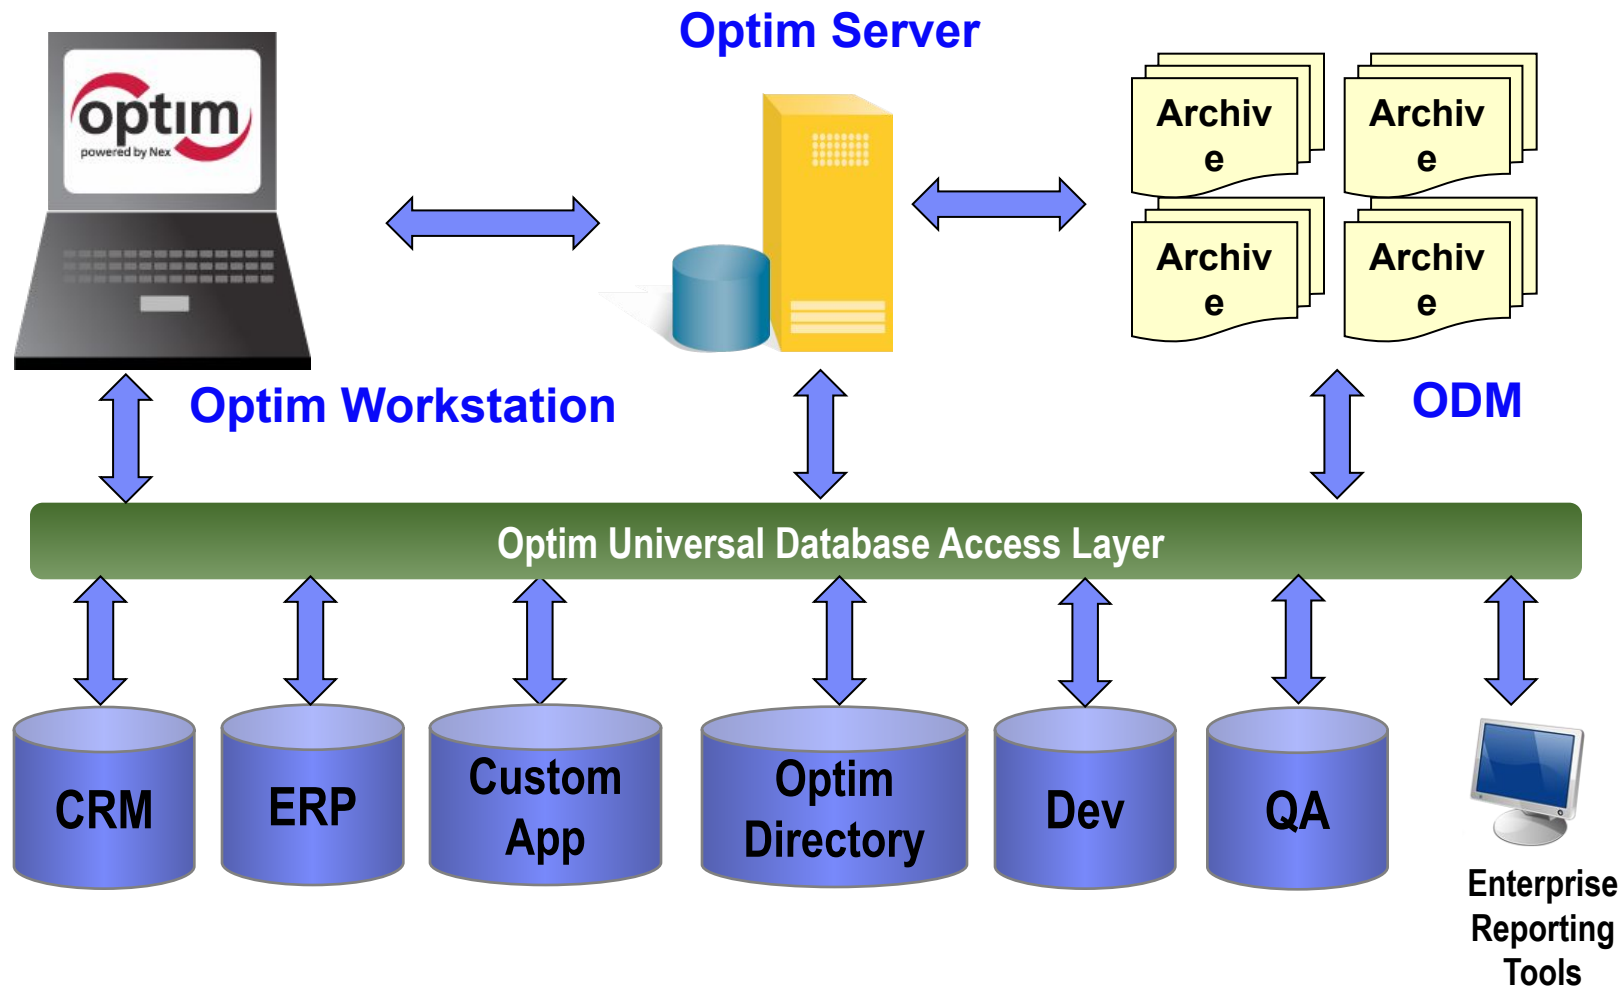 Optim Server
optim
powered by Nex
Archiv
e
Archiv
e
Archiv
e
Archiv
e
Optim Workstation
ODM
Optim Universal Database Access Layer
CRM
ERP
Custom
App
Optim
Directory
Dev
QA
Enterprise
Reporting
Tools